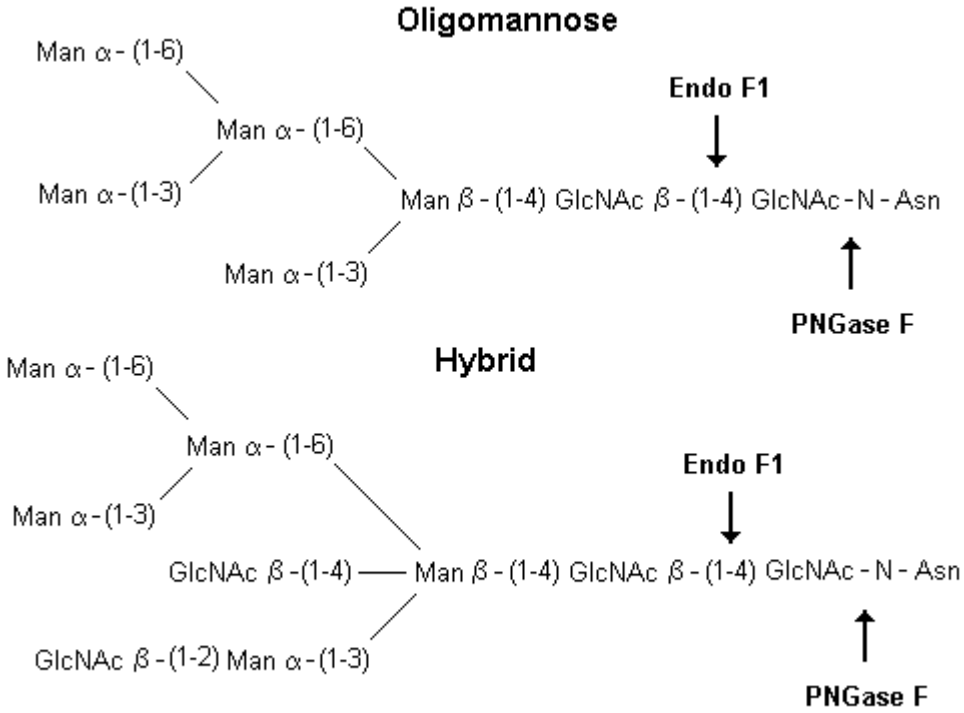 Oligomannose
Man α-(1-6)
Endo F1
Man α-(1-6)
Man α-(1-3)
Man β-(1-4) GlcNAc β-(1-4) GlcNAc-N-Asn
Man α-(1-3)
PNGase F
Hybrid
Man α-(1-6)
Man α-(1-6)
Endo F1
Man α-(1-3)
GlcNAc β-(1-4) Man β-(1-4) GlcNAc β-(1-4) GlcNAc-N-Asn
GlcNAc β-(1-2) Man α-(1-3)
PNGase F